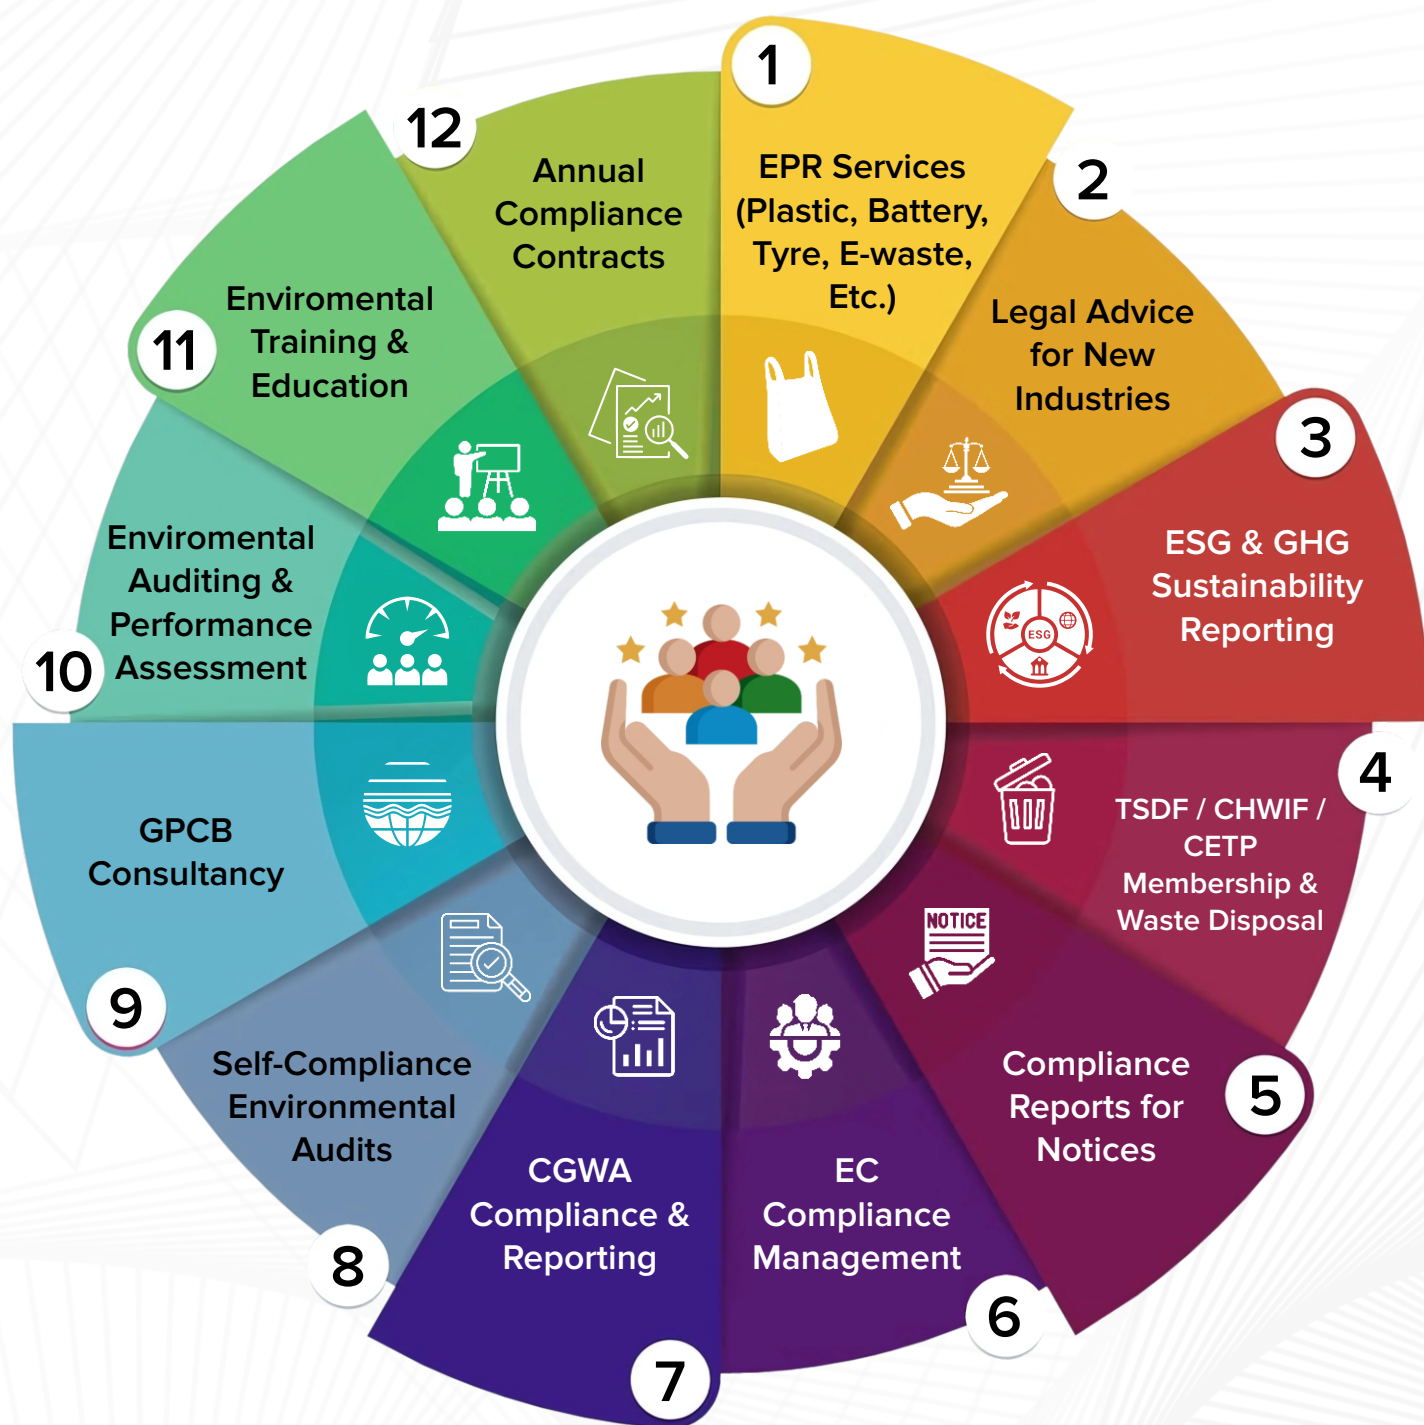 1
EPR Services
(Plastic, Battery,
Tyre, E-waste,
Etc.)
2
Legal Advice
for New
Industries
3
ESG & GHG
Sustainability
Reporting
ESG
4
TSDF / CHWIF /
CETP
Membership &
Waste Disposal
5
Compliance
Reports for
Notices
NOTICE
6
EC
Compliance
Management
7
CGWA
Compliance &
Reporting
8
Self-Compliance
Environmental
Audits
9
GPCB
Consultancy
10
Enviromental
Auditing &
Performance
Assessment
11
Enviromental
Training &
Education
12
Annual
Compliance
Contracts